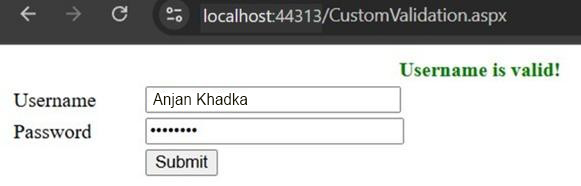 localhost:44313/CustomValidation.aspx
Username is valid!
Username Anjan Khadka
Password ••••••••
Submit